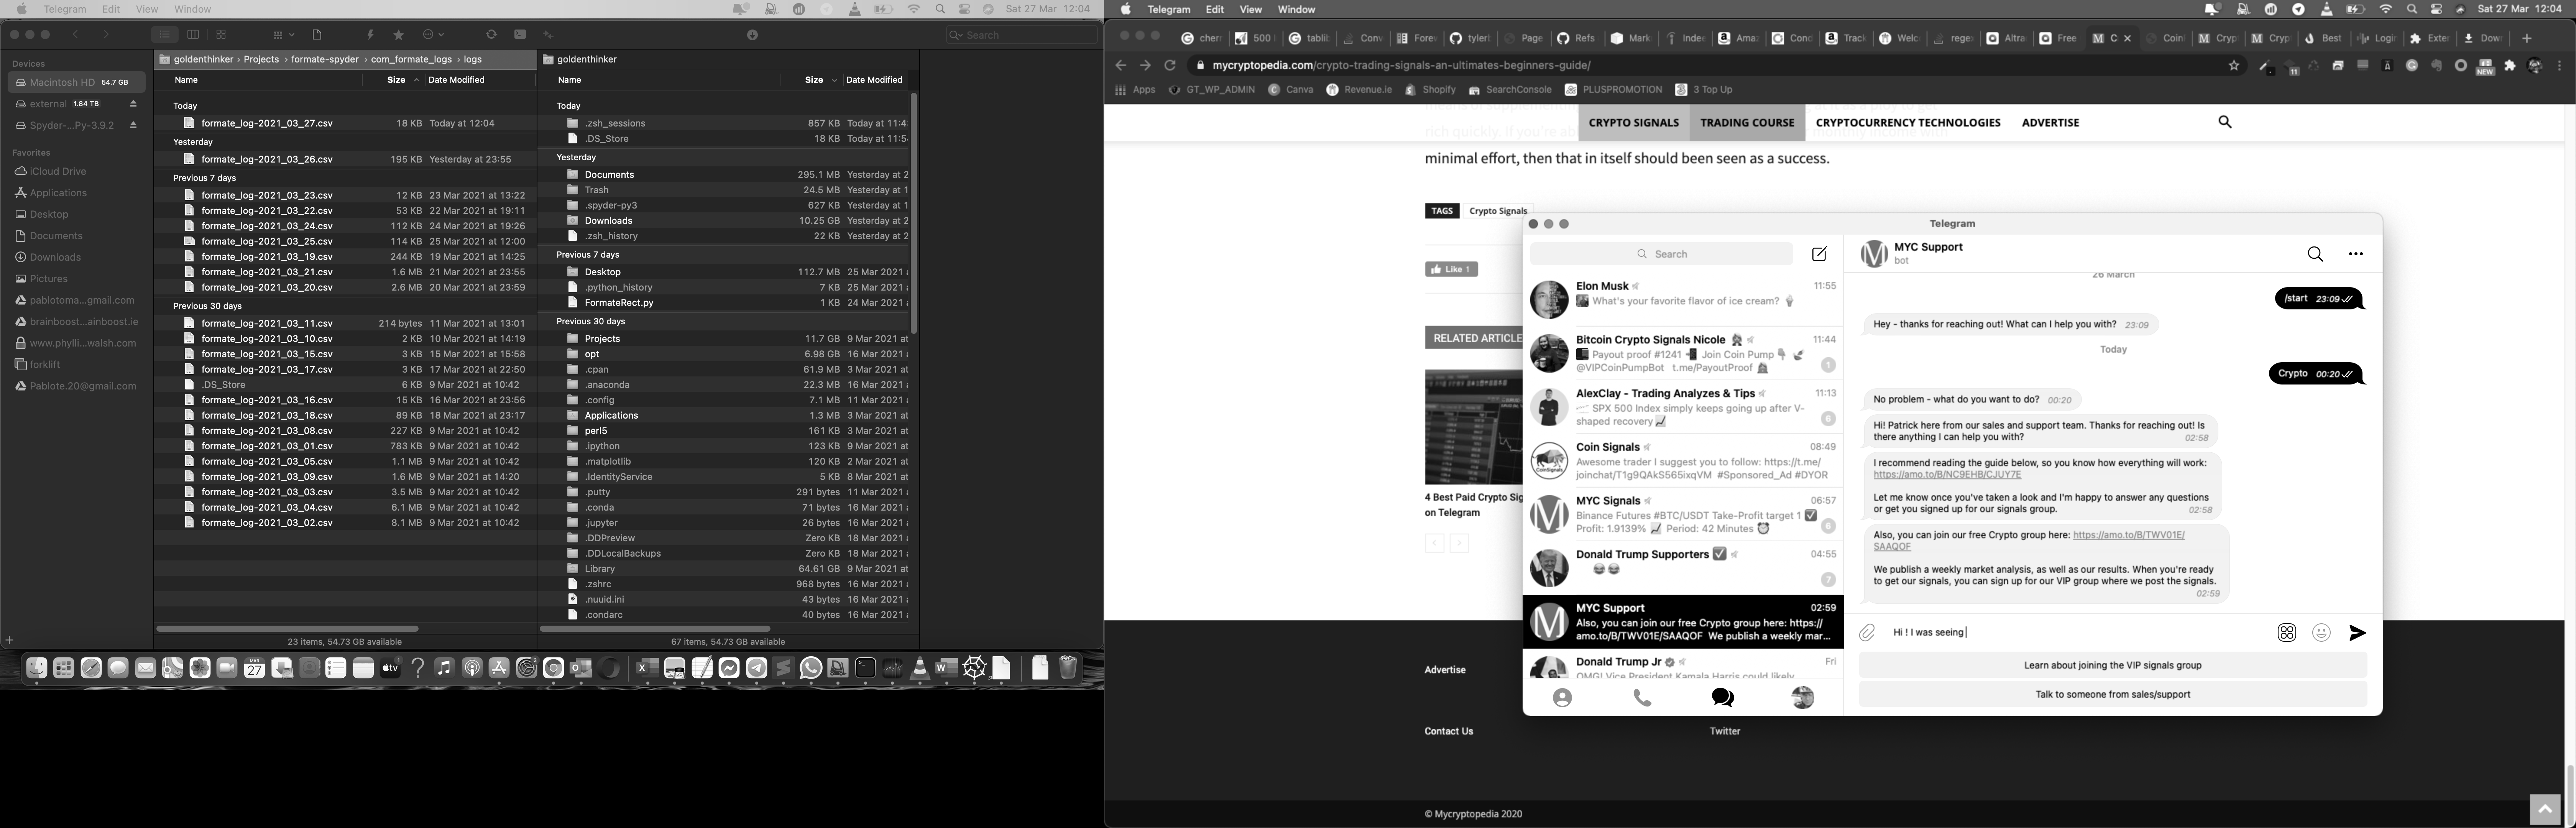 Telegram Edit View Window
Sat 27 Mar 12:04
Search
Devices
Macintosh HD 54.7 GB
external 1.84 TB
Spyder-...Py-3.9.2
Favorites
iCloud Drive
Applications
Desktop
Documents
Downloads
Pictures
pablotoma...gmail.com
brainboost...ainboost.ie
www.phylli...walsh.com
forklift
Pablote.20@gmail.com
goldenthinker › Projects › formate-spyder › com_formate_logs › logs
Name Size Date Modified
Today
formate_log-2021_03_27.csv 18 KB Today at 12:04
Yesterday
formate_log-2021_03_26.csv 195 KB Yesterday at 23:55
Previous 7 days
formate_log-2021_03_23.csv 12 KB 23 Mar 2021 at 13:22
formate_log-2021_03_22.csv 53 KB 22 Mar 2021 at 19:11
formate_log-2021_03_24.csv 112 KB 24 Mar 2021 at 19:26
formate_log-2021_03_25.csv 114 KB 25 Mar 2021 at 12:00
formate_log-2021_03_19.csv 244 KB 19 Mar 2021 at 14:25
formate_log-2021_03_21.csv 1.6 MB 21 Mar 2021 at 23:55
formate_log-2021_03_20.csv 2.6 MB 20 Mar 2021 at 23:59
Previous 30 days
formate_log-2021_03_11.csv 214 bytes 11 Mar 2021 at 13:01
formate_log-2021_03_10.csv 2 KB 10 Mar 2021 at 14:19
formate_log-2021_03_15.csv 3 KB 15 Mar 2021 at 15:58
formate_log-2021_03_17.csv 3 KB 17 Mar 2021 at 22:50
.DS_Store 6 KB 9 Mar 2021 at 10:42
formate_log-2021_03_16.csv 15 KB 16 Mar 2021 at 23:56
formate_log-2021_03_18.csv 89 KB 18 Mar 2021 at 23:17
formate_log-2021_03_08.csv 227 KB 9 Mar 2021 at 10:42
formate_log-2021_03_01.csv 783 KB 9 Mar 2021 at 10:42
formate_log-2021_03_05.csv 1.1 MB 9 Mar 2021 at 10:42
formate_log-2021_03_09.csv 1.6 MB 9 Mar 2021 at 14:20
formate_log-2021_03_03.csv 3.5 MB 9 Mar 2021 at 10:42
formate_log-2021_03_04.csv 6.1 MB 9 Mar 2021 at 10:42
formate_log-2021_03_02.csv 8.1 MB 9 Mar 2021 at 10:42
23 items, 54.73 GB available
goldenthinker
Name Size Date Modified
Today
.zsh_sessions 857 KB Today at 11:4
.DS_Store 18 KB Today at 11:5
Yesterday
Documents 295.1 MB Yesterday at 2
Trash 24.5 MB Yesterday at 1
.spyder-py3 627 KB Yesterday at 1
Downloads 10.25 GB Yesterday at 2
.zsh_history 22 KB Yesterday at 2
Previous 7 days
Desktop 112.7 MB 25 Mar 2021
.python_history 7 KB 25 Mar 2021
FormateRect.py 1 KB 24 Mar 2021
Previous 30 days
Projects 11.7 GB 9 Mar 2021 at
opt 6.98 GB 16 Mar 2021
.cpan 61.9 MB 3 Mar 2021 at
.anaconda 22.3 MB 16 Mar 2021
.config 7.1 MB 11 Mar 2021
Applications 1.3 MB 3 Mar 2021 at
perl5 161 KB 3 Mar 2021 at
.ipython 123 KB 9 Mar 2021 at
.matplotlib 120 KB 2 Mar 2021 at
.IdentityService 5 KB 8 Mar 2021 at
.putty 291 bytes 11 Mar 2021
.conda 71 bytes 16 Mar 2021
.jupyter 26 bytes 16 Mar 2021
.DDPreview Zero KB 18 Mar 2021
.DDLocalBackups Zero KB 18 Mar 2021
Library 64.61 GB 9 Mar 2021 at
.zshrc 968 bytes 16 Mar 2021
.nuuid.ini 43 bytes 16 Mar 2021
.condarc 40 bytes 16 Mar 2021
67 items, 54.73 GB available
Telegram Edit View Window
Sat 27 Mar 12:04
cher 500 tabli Conv Fore tyler Page Refs Mark Inde Ama Conc Track Welc rege Altra Free C Coin Cryp Cryp Best Login Exter Dow
mycryptopedia.com/crypto-trading-signals-an-ultimates-beginners-guide/
Apps GT_WP_ADMIN Canva Revenue.ie Shopify SearchConsole PLUSPROMOTION 3 Top Up
CRYPTO SIGNALS TRADING COURSE CRYPTOCURRENCY TECHNOLOGIES ADVERTISE
minimal effort, then that in itself should been seen as a success.
TAGS Crypto Signals
Like 1
RELATED ARTICLE
4 Best Paid Crypto Sig
on Telegram
Telegram
Search
Elon Musk 11:55
What's your favorite flavor of ice cream?
Bitcoin Crypto Signals Nicole 11:44
Payout proof #1241 Join Coin Pump
@VIPCoinPumpBot t.me/PayoutProof 1
AlexClay - Trading Analyzes & Tips 11:13
SPX 500 Index simply keeps going up after V-
shaped recovery 6
Coin Signals 08:49
Awesome trader I suggest you to follow: https://t.me/
joinchat/T1g9QAkS565ixqVM #Sponsored_Ad #DYOR
MYC Signals 06:57
Binance Futures #BTC/USDT Take-Profit target 1
Profit: 1.9139% Period: 42 Minutes 6
Donald Trump Supporters 04:55
7
MYC Support 02:59
Also, you can join our free Crypto group here: https://
amo.to/B/TWV01E/SAAQOF We publish a weekly mar...
Donald Trump Jr Fri
OMG! Vice President Kamala Harris could likely
MYC Support
bot
26 March
/start 23:09
Hey - thanks for reaching out! What can I help you with? 23:09
Today
Crypto 00:20
No problem - what do you want to do? 00:20
Hi! Patrick here from our sales and support team. Thanks for reaching out! Is
there anything I can help you with? 02:58
I recommend reading the guide below, so you know how everything will work:
https://amo.to/B/NC9EHB/CJUY7E
Let me know once you've taken a look and I'm happy to answer any questions
or get you signed up for our signals group. 02:58
Also, you can join our free Crypto group here: https://amo.to/B/TWV01E/
SAAQOF
We publish a weekly market analysis, as well as our results. When you're ready
to get our signals, you can sign up for our VIP group where we post the signals.
02:59
Hi ! I was seeing
Learn about joining the VIP signals group
Talk to someone from sales/support
Advertise
Contact Us Twitter
© Mycryptopedia 2020